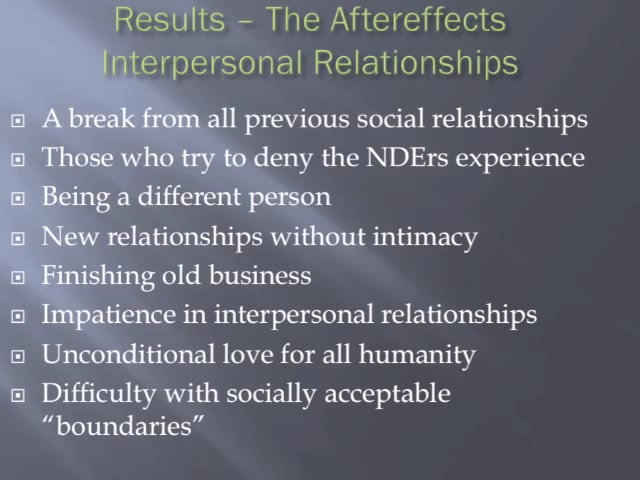 Results – The Aftereffects
Interpersonal Relationships
A break from all previous social relationships
Those who try to deny the NDErs experience
Being a different person
New relationships without intimacy
Finishing old business
Impatience in interpersonal relationships
Unconditional love for all humanity
Difficulty with socially acceptable
“boundaries”